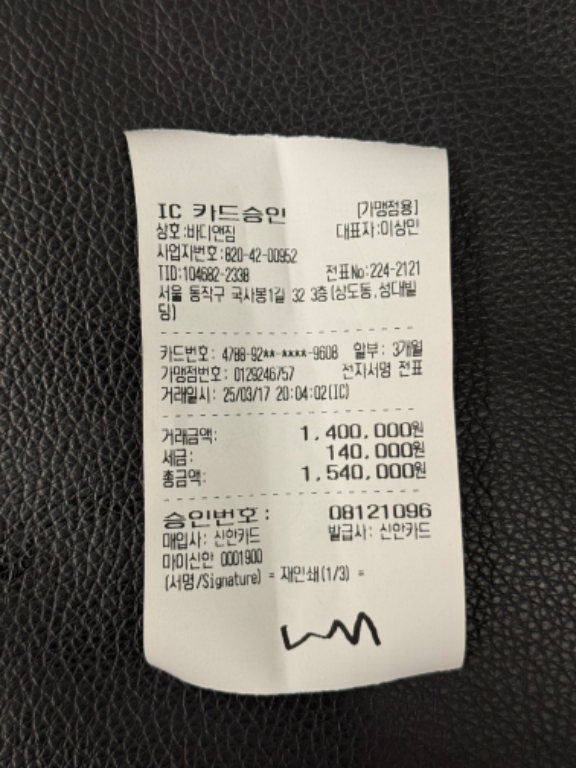 IC 카드승인 [가맹점용]
상호:바디앤짐 대표자:이상민
사업자번호:820-42-00952
TID:104682-2338 전표No:224-2121
서울 동작구 국사봉1길 32 3층(상도동,성대빌
딩)
카드번호: 4788-92**-****-9608 할부: 3개월
가맹점번호: 0129246757 전자서명 전표
거래일시: 25/03/17 20:04:02(IC)
거래금액: 1,400,000원
세금: 140,000원
총금액: 1,540,000원
승인번호: 08121096
매입사: 신한카드 발급사: 신한카드
마이신한 0001900
(서명/Signature) = 재인쇄(1/3) =